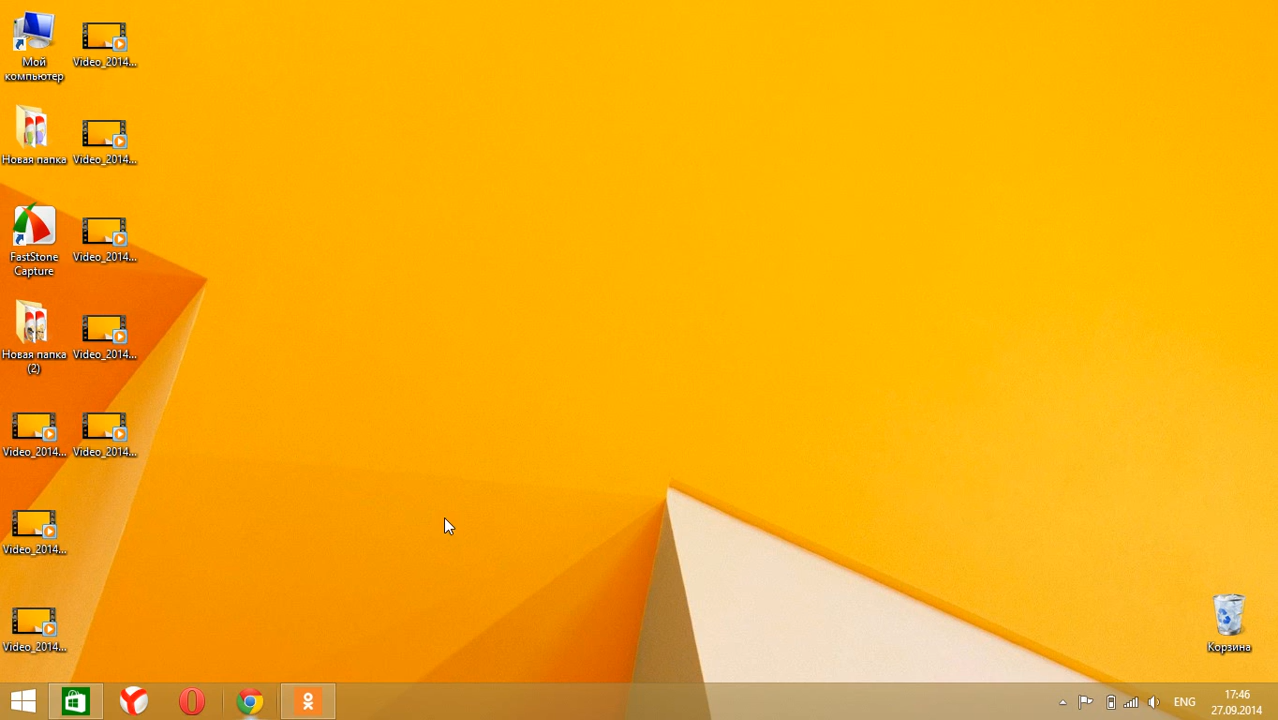 Мой
компьютер
Video_2014...
Новая папка
Video_2014...
FastStone
Capture
Video_2014...
Новая папка
(2)
Video_2014...
Video_2014...
Video_2014...
Video_2014...
Video_2014...
Корзина
ENG
17:46
27.09.2014